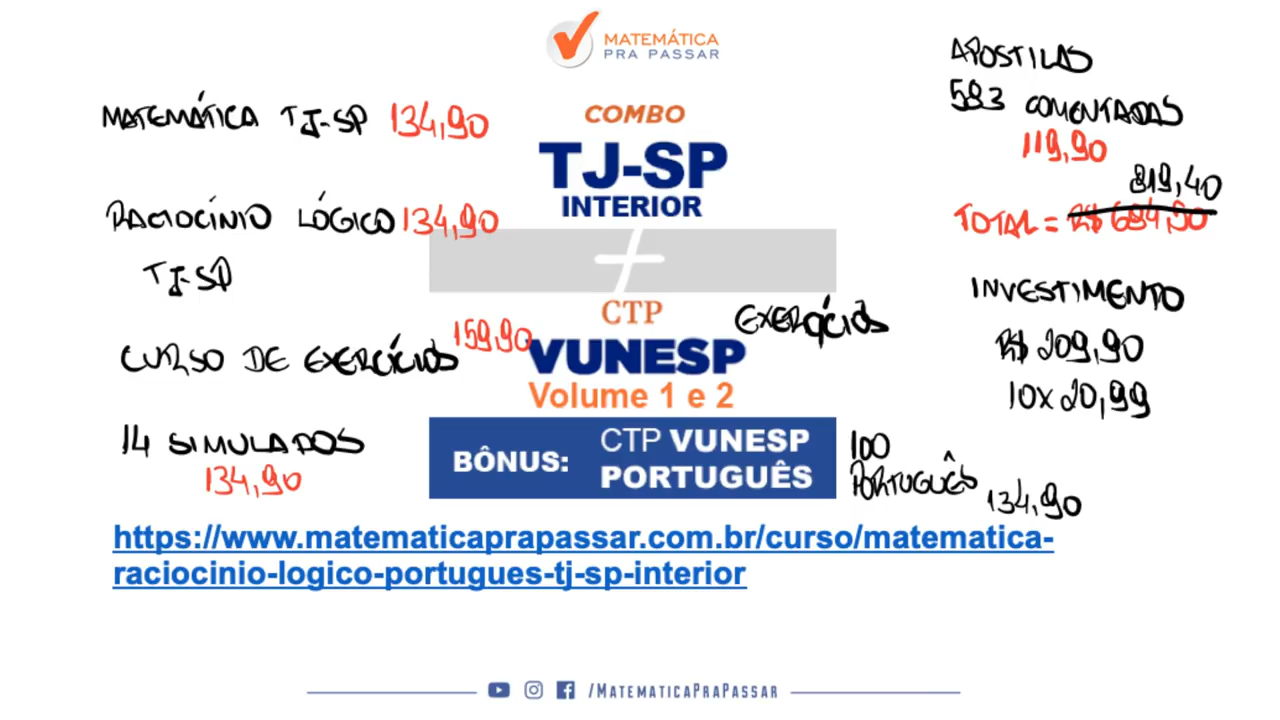 MATEMÁTICA
PRA PASSAR
MATEMÁTICA TJ-SP 134,90
RACIOCÍNIO LÓGICO 134,90
TJ-SP
CURSO DE EXERCÍCIOS 159,90
14 SIMULADOS
134,90
COMBO
TJ-SP
INTERIOR
+
CTP
VUNESP
Volume 1 e 2
EXERCÍCIOS
BÔNUS: CTP VUNESP
PORTUGUÊS
100
PORTUGUÊS
134,90
APOSTILAS
583 COMENTADAS
119,90
819,40
TOTAL = R$ 684,50
INVESTIMENTO
R$ 209,90
10x 20,99
https://www.matematicaprapassar.com.br/curso/matematica-
raciocinio-logico-portugues-tj-sp-interior
/MATEMATICAPRAPASSAR